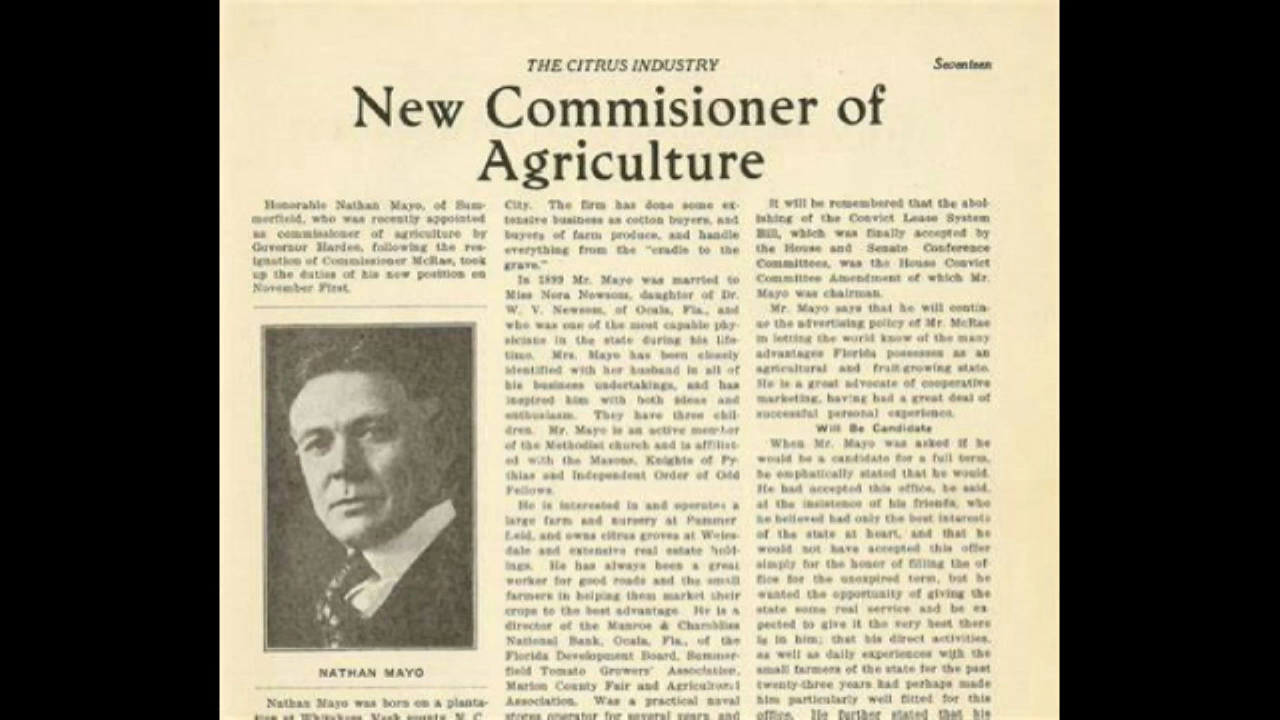 THE CITRUS INDUSTRY
Seventeen
New Commisioner of
Agriculture
Honorable Nathan Mayo, of Sum-
merfield, who was recently appointed
as commissioner of agriculture by
Governor Hardee, following the res-
ignation of Commissioner McRae, took
up the duties of his new position on
November First.
NATHAN MAYO
Nathan Mayo was born on a planta-
tion at Whitakers, Nash county, N. C.
City. The firm has done some ex-
tensive business as cotton buyers, and
buyers of farm produce, and handle
everything from the "cradle to the
grave."
In 1899 Mr. Mayo was married to
Miss Nora Newsom, daughter of Dr.
W. V. Newsom, of Ocala, Fla., and
who was one of the most capable phy-
sicians in the state during his life-
time. Mrs. Mayo has been closely
identified with her husband in all of
his business undertakings, and has
inspired him with both ideas and
enthusiasm. They have three chil-
dren. Mr. Mayo is an active member
of the Methodist church and is affiliat-
ed with the Masons, Knights of Py-
thias and Independent Order of Odd
Fellows.
He is interested in and operates a
large farm and nursery at Summer-
field, and owns citrus groves at Weirs-
dale and extensive real estate hold-
ings. He has always been a great
worker for good roads and the small
farmers in helping them market their
crops to the best advantage. He is a
director of the Munroe & Chambliss
National Bank, Ocala, Fla., of the
Florida Development Board, Summer-
field Tomato Growers' Association,
Marion County Fair and Agricultural
Association. Was a practical naval
stores operator for several years, and
It will be remembered that the abol-
ishing of the Convict Lease System
Bill, which was finally accepted by
the House and Senate Conference
Committees, was the House Convict
Committee Amendment of which Mr.
Mayo was chairman.
Mr. Mayo says that he will contin-
ue the advertising policy of Mr. McRae
in letting the world know of the many
advantages Florida possesses as an
agricultural and fruit-growing state.
He is a great advocate of cooperative
marketing, having had a great deal of
successful personal experience.
Will Be Candidate
When Mr. Mayo was asked if he
would be a candidate for a full term,
he emphatically stated that he would.
He had accepted this office, he said,
at the insistence of his friends, who
he believed had only the best interests
of the state at heart, and that he
would not have accepted this offer
simply for the honor of filling the of-
fice for the unexpired term, but he
wanted the opportunity of giving the
state some real service and he ex-
pected to give it the very best there
is in him; that his direct activities,
as well as daily experiences with the
small farmers of the state for the past
twenty-three years had perhaps made
him particularly well fitted for this
office. He further stated that his